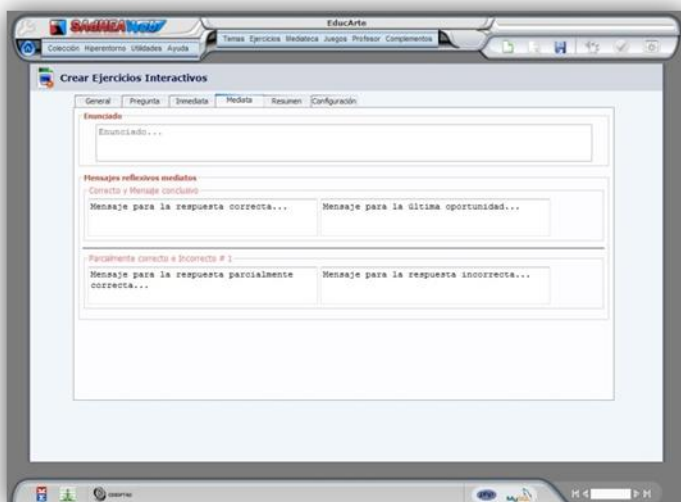 EducArte
SAdHEAWeb
Temas Ejercicios Mediateca Juegos Profesor Complementos
Colección Hiperentorno Utilidades Ayuda
Crear Ejercicios Interactivos
General Pregunta Inmediata Mediata Resumen Configuración
Enunciado
Enunciado...
Mensajes reflexivos mediatos
Correcto y Mensaje conclusivo
Mensaje para la respuesta correcta... Mensaje para la última oportunidad...
Parcialmente correcto e Incorrecto # 1
Mensaje para la respuesta parcialmente Mensaje para la respuesta incorrecta...
correcta...
php